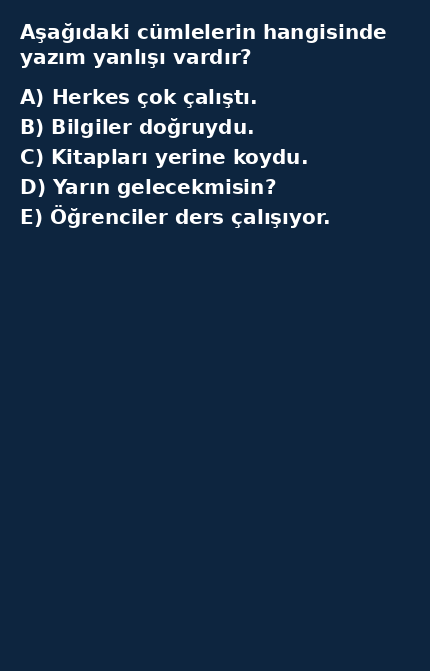 Aşağıdaki cümlelerin hangisinde
yazım yanlışı vardır?
A) Herkes çok çalıştı.
B) Bilgiler doğruydu.
C) Kitapları yerine koydu.
D) Yarın gelecekmisin?
E) Öğrenciler ders çalışıyor.